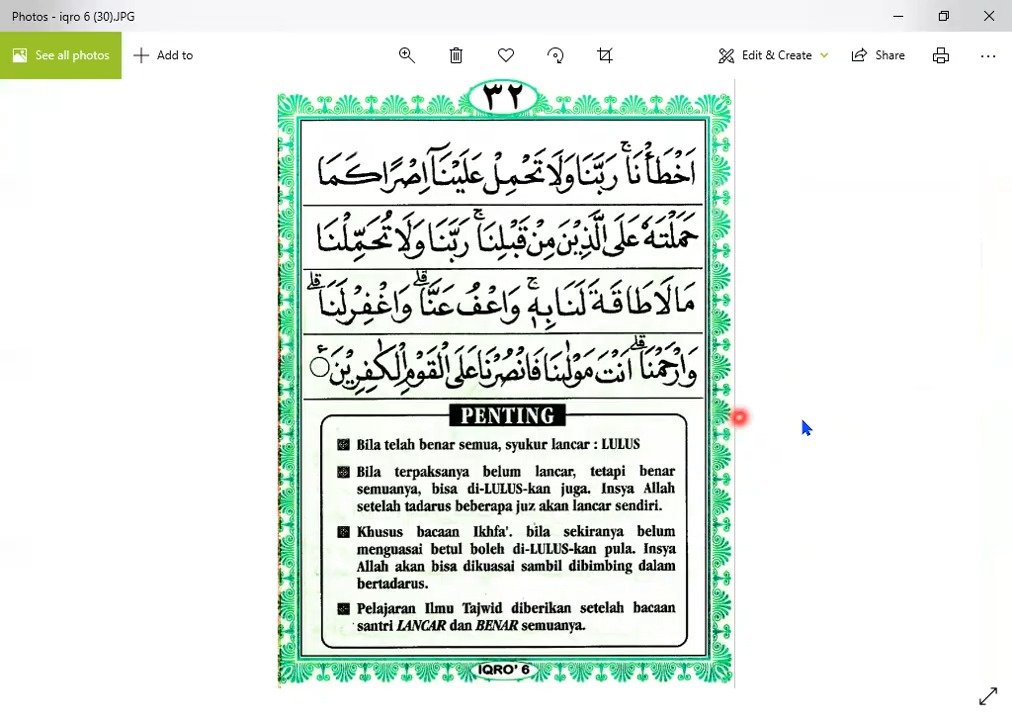 Photos - iqro 6 (30).JPG
See all photos
Add to
Edit & Create
Share
٣٢
اَخْطَأْنَا ۚ رَبَّنَا وَلَا تَحْمِلْ عَلَيْنَآ اِصْرًا كَمَا
حَمَلْتَهٗ عَلَى الَّذِيْنَ مِنْ قَبْلِنَا ۚ رَبَّنَا وَلَا تُحَمِّلْنَا
مَا لَا طَاقَةَ لَنَا بِهٖ ۚ وَاعْفُ عَنَّا ۗ وَاغْفِرْ لَنَا ۗ
وَارْحَمْنَا ۗ اَنْتَ مَوْلٰىنَا فَانْصُرْنَا عَلَى الْقَوْمِ الْكٰفِرِيْنَ
PENTING
Bila telah benar semua, syukur lancar : LULUS
Bila terpaksanya belum lancar, tetapi benar
semuanya, bisa di-LULUS-kan juga. Insya Allah
setelah tadarus beberapa juz akan lancar sendiri.
Khusus bacaan Ikhfa'. bila sekiranya belum
menguasai betul boleh di-LULUS-kan pula. Insya
Allah akan bisa dikuasai sambil dibimbing dalam
bertadarus.
Pelajaran Ilmu Tajwid diberikan setelah bacaan
santri LANCAR dan BENAR semuanya.
IQRO' 6